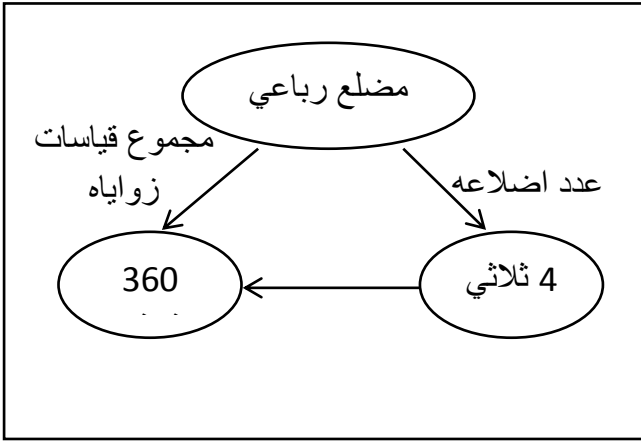 مضلع رباعي
مجموع قياسات
زواياه
عدد اضلاعه
4 ثلاثي
360